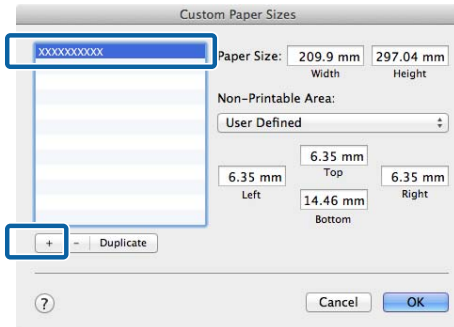 Custom Paper Sizes
XXXXXXXXXX
Paper Size: 209.9 mm 297.04 mm
Width Height
Non-Printable Area:
User Defined
6.35 mm
Top
6.35 mm 6.35 mm
Left Right
14.46 mm
Bottom
+ - Duplicate
? Cancel OK